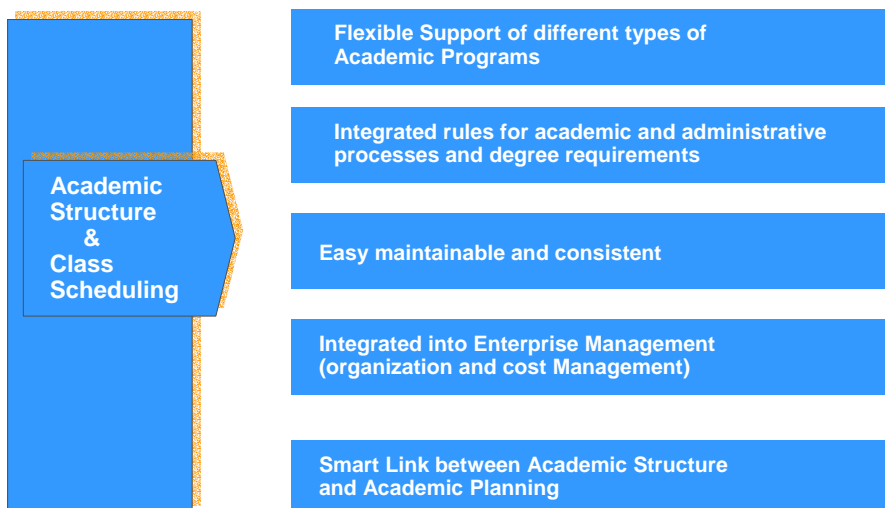 Academic
Structure
&
Class
Scheduling
Flexible Support of different types of
Academic Programs
Integrated rules for academic and administrative
processes and degree requirements
Easy maintainable and consistent
Integrated into Enterprise Management
(organization and cost Management)
Smart Link between Academic Structure
and Academic Planning